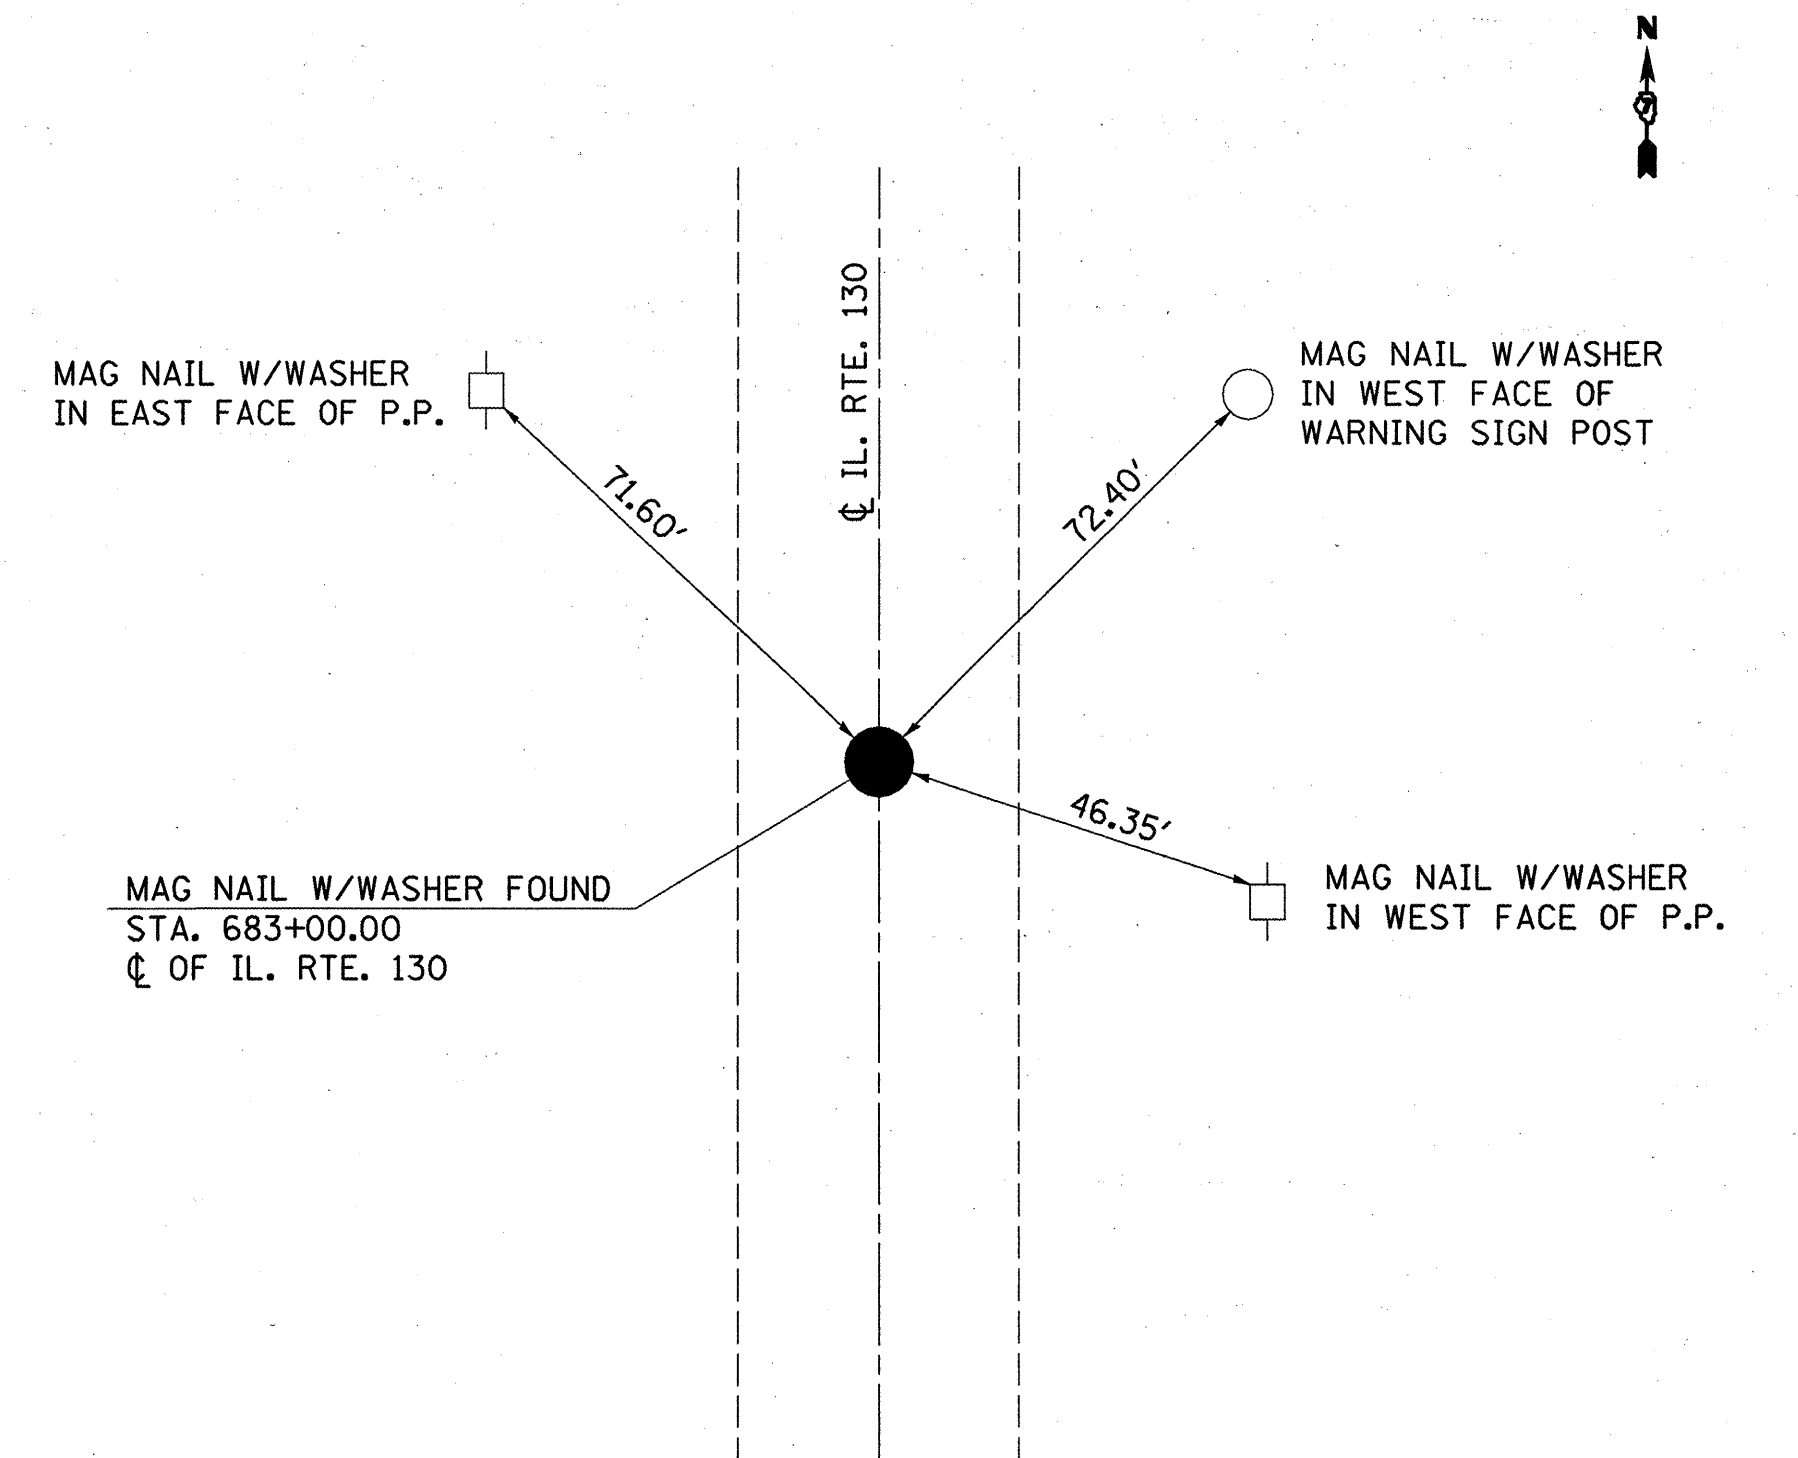 N
7
℄ IL. RTE. 130
MAG NAIL W/WASHER
IN EAST FACE OF P.P.
MAG NAIL W/WASHER
IN WEST FACE OF
WARNING SIGN POST
71.60'
72.40'
46.35'
MAG NAIL W/WASHER
IN WEST FACE OF P.P.
MAG NAIL W/WASHER FOUND
STA. 683+00.00
℄ OF IL. RTE. 130